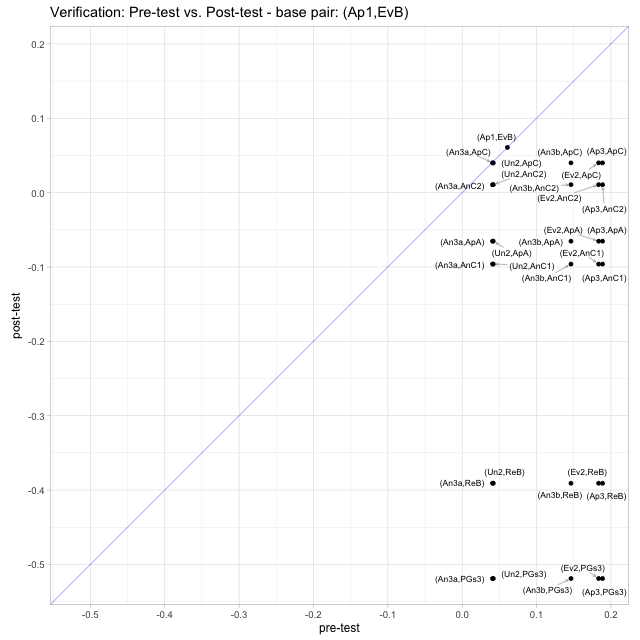 Verification: Pre-test vs. Post-test - base pair: (Ap1,EvB)
0.2
0.1
(Ap1,EvB)
(An3a,ApC)
(An3b,ApC)
(Ap3,ApC)
(Un2,ApC)
(Un2,AnC2)
(Ev2,ApC)
(An3a,AnC2)
(An3b,AnC2)
0.0
(Ev2,AnC2)
(Ap3,AnC2)
(Ev2,ApA)
(Ap3,ApA)
(An3a,ApA)
(An3b,ApA)
(Un2,ApA)
(Ev2,AnC1)
(An3a,AnC1)
(Un2,AnC1)
-0.1
(An3b,AnC1)
(Ap3,AnC1)
-0.2
post-test
-0.3
(Un2,ReB)
(Ev2,ReB)
(An3a,ReB)
-0.4
(An3b,ReB)
(Ap3,ReB)
-0.5
(Ev2,PGs3)
(Un2,PGs3)
(An3a,PGs3)
(An3b,PGs3)
(Ap3,PGs3)
-0.5
-0.4
-0.3
-0.2
-0.1
0.0
0.1
0.2
pre-test